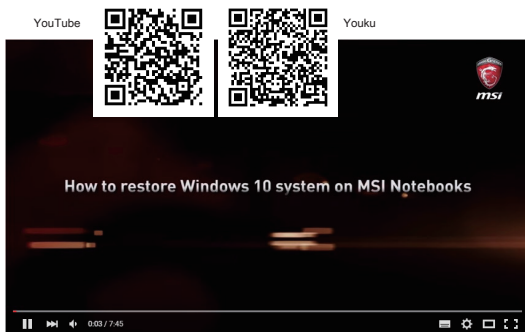 YouTube
Youku
msi
How to restore Windows 10 system on MSI Notebooks
0:03 / 7:45